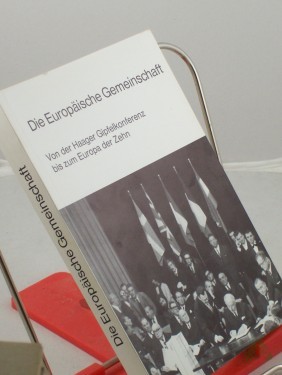 Die Europäische Gemeinschaft
Von der Haager Gipfelkonferenz
bis zum Europa der Zehn
Die Europäische Gemeinschaft